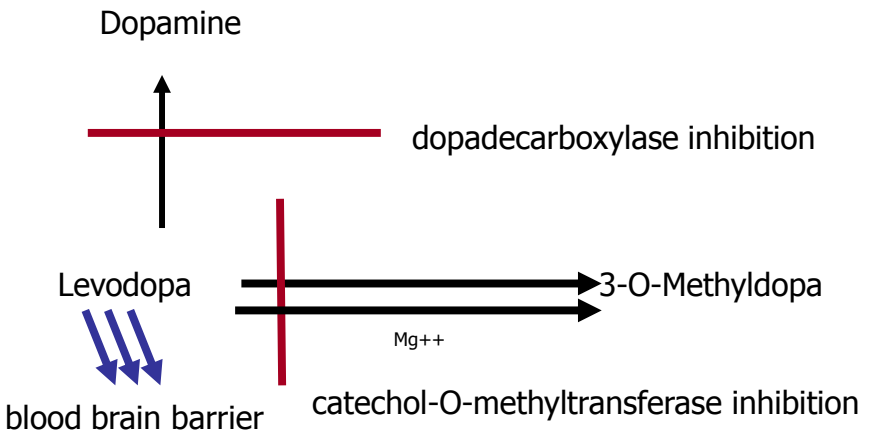 Dopamine
dopadecarboxylase inhibition
Levodopa
3-O-Methyldopa
Mg++
blood brain barrier
catechol-O-methyltransferase inhibition